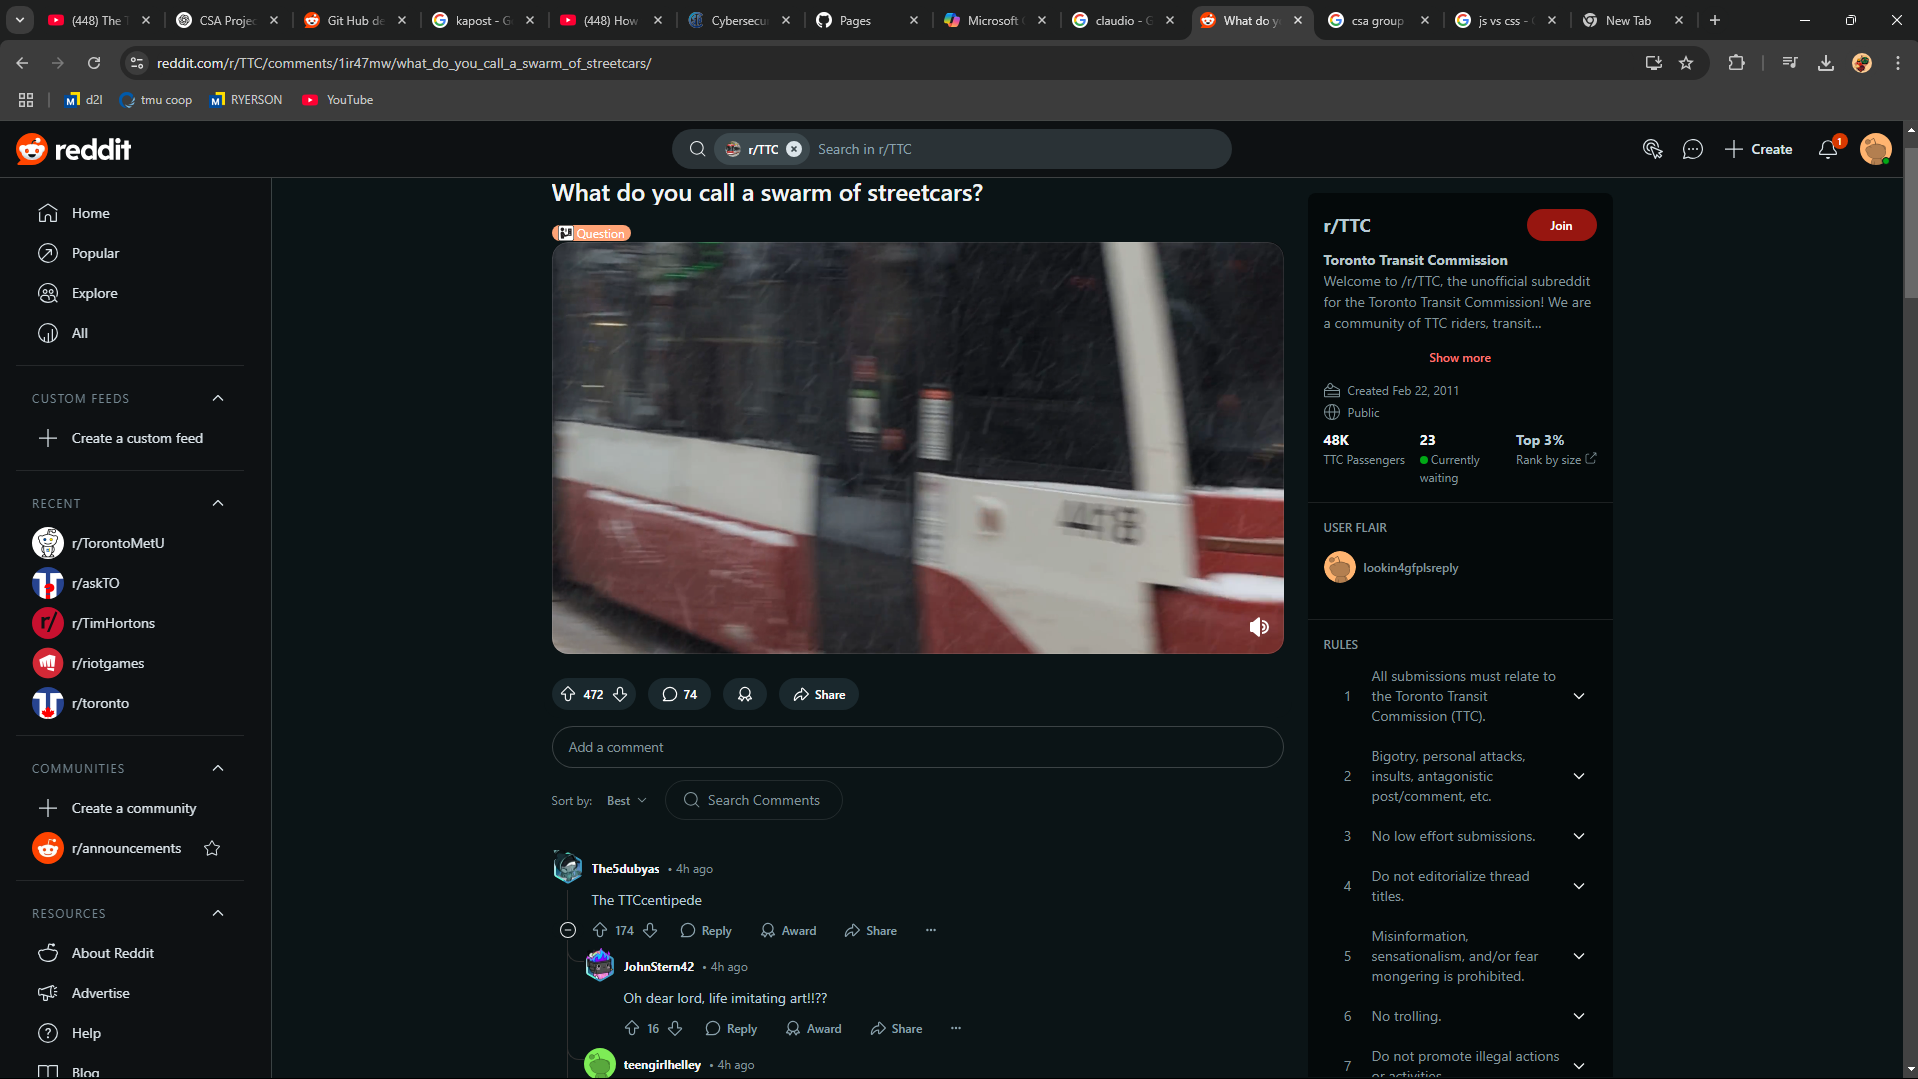 (448) The T
CSA Projec
Git Hub de
kapost - G
(448) How
Cybersecu
Pages
Microsoft C
claudio - G
What do y
csa group
js vs css -
New Tab
reddit.com/r/TTC/comments/1ir47mw/what_do_you_call_a_swarm_of_streetcars/
d2l
tmu coop
RYERSON
YouTube
reddit
r/TTC
Search in r/TTC
Create
1
Home
Popular
Explore
All
CUSTOM FEEDS
Create a custom feed
RECENT
r/TorontoMetU
r/askTO
r/TimHortons
r/riotgames
r/toronto
COMMUNITIES
Create a community
r/announcements
RESOURCES
About Reddit
Advertise
Help
Blog
What do you call a swarm of streetcars?
Question
472
74
Share
Add a comment
Sort by:
Best
Search Comments
The5dubyas • 4h ago
The TTCcentipede
174
Reply
Award
Share
JohnStern42 • 4h ago
Oh dear lord, life imitating art!!??
16
Reply
Award
Share
teengirlhelley • 4h ago
r/TTC
Join
Toronto Transit Commission
Welcome to /r/TTC, the unofficial subreddit
for the Toronto Transit Commission! We are
a community of TTC riders, transit...
Show more
Created Feb 22, 2011
Public
48K
TTC Passengers
23
Currently
waiting
Top 3%
Rank by size
USER FLAIR
lookin4gfplsreply
RULES
1
All submissions must relate to
the Toronto Transit
Commission (TTC).
2
Bigotry, personal attacks,
insults, antagonistic
post/comment, etc.
3
No low effort submissions.
4
Do not editorialize thread
titles.
5
Misinformation,
sensationalism, and/or fear
mongering is prohibited.
6
No trolling.
7
Do not promote illegal actions
or activities.